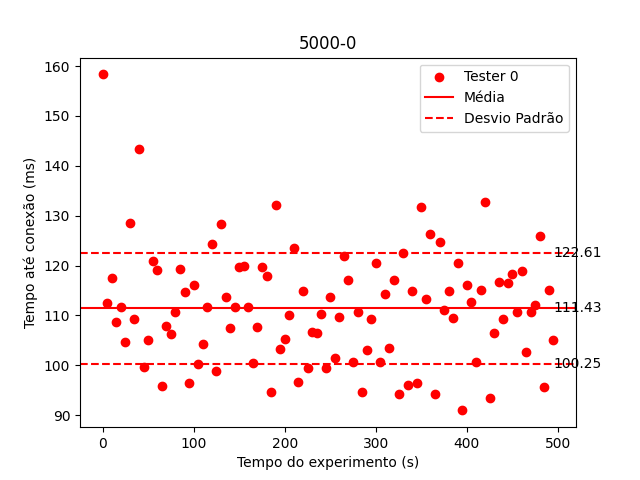 5000-0
Tester 0
Média
Desvio Padrão
Tempo até conexão (ms)
160
150
140
130
120
110
100
90
122.61
111.43
100.25
0 100 200 300 400 500
Tempo do experimento (s)